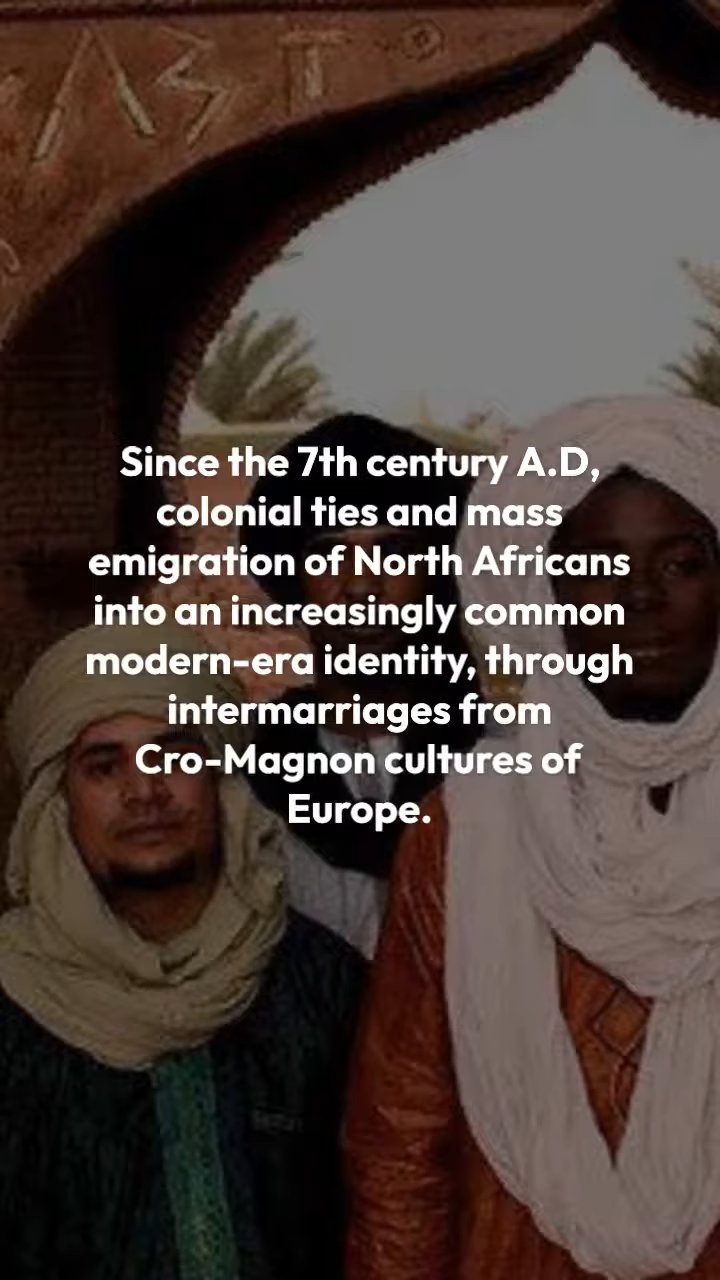 Since the 7th century A.D,
colonial ties and mass
emigration of North Africans
into an increasingly common
modern-era identity, through
intermarriages from
Cro-Magnon cultures of
Europe.